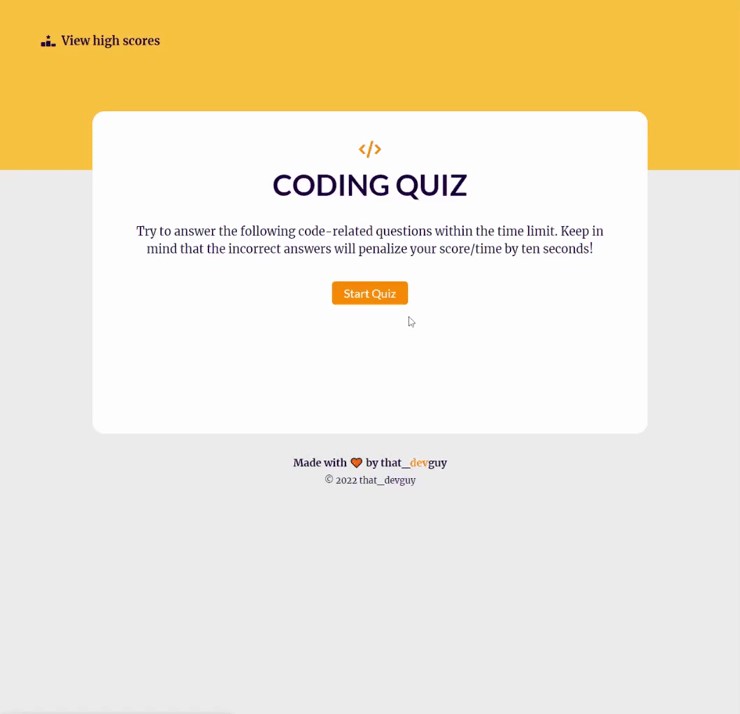 View high scores
</>
CODING QUIZ
Try to answer the following code-related questions within the time limit. Keep in
mind that the incorrect answers will penalize your score/time by ten seconds!
Start Quiz
Made with 🧡 by that_devguy
© 2022 that_devguy